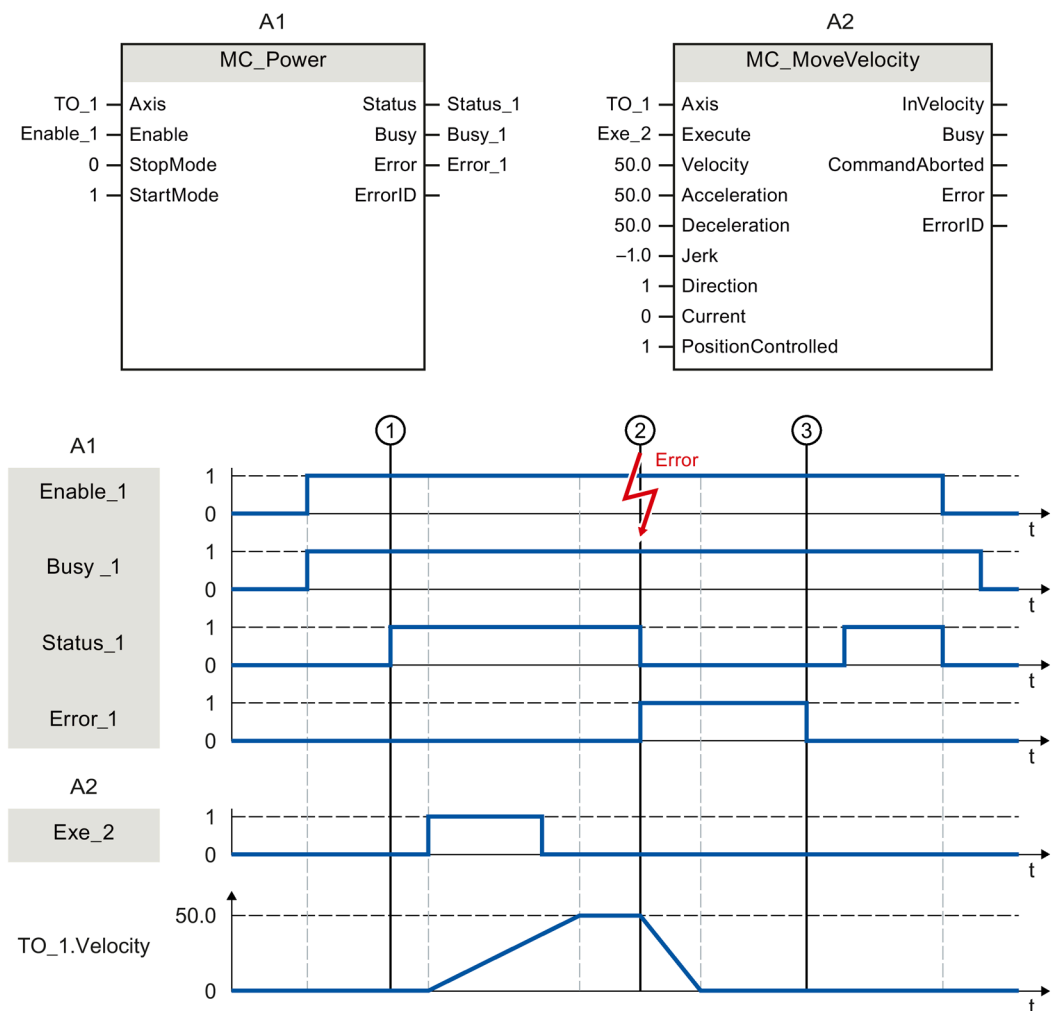 A1
MC_Power
TO_1 Axis Status Status_1
Enable_1 Enable Busy Busy_1
0 StopMode Error Error_1
1 StartMode ErrorID
A2
MC_MoveVelocity
TO_1 Axis InVelocity
Exe_2 Execute Busy
50.0 Velocity CommandAborted
50.0 Acceleration Error
50.0 Deceleration ErrorID
–1.0 Jerk
1 Direction
0 Current
1 PositionControlled
1 2 3
Error
A1
Enable_1 1 0 t
Busy _1 1 0 t
Status_1 1 0 t
Error_1 1 0 t
A2
Exe_2 1 0 t
TO_1.Velocity 50.0 0 t